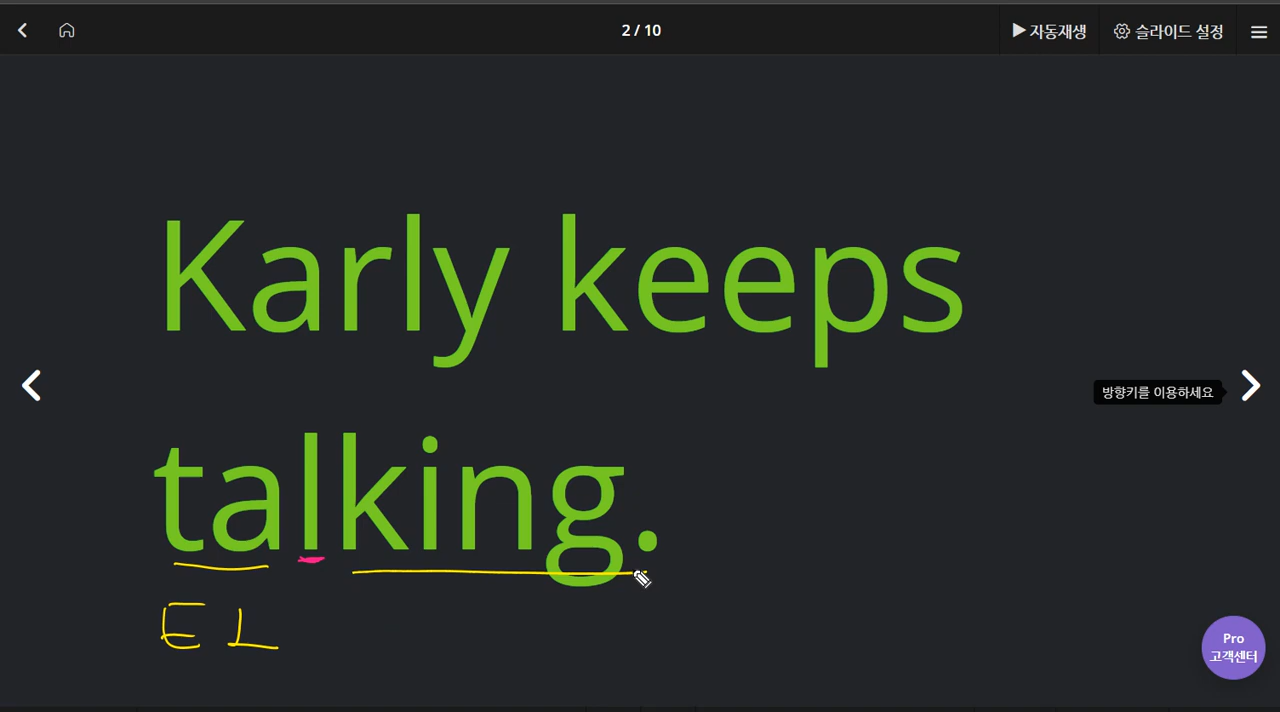 2 / 10
자동재생
슬라이드 설정
Karly keeps
방향키를 이용하세요
talking.
E L
Pro
고객센터